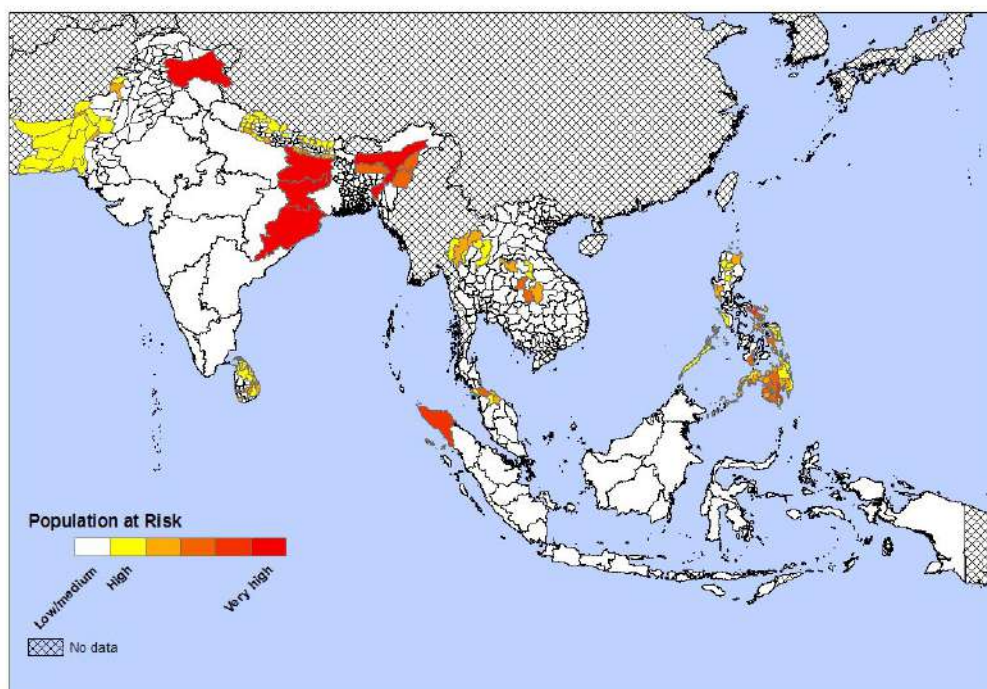 Population at Risk
Low/medium
High
Very high
No data